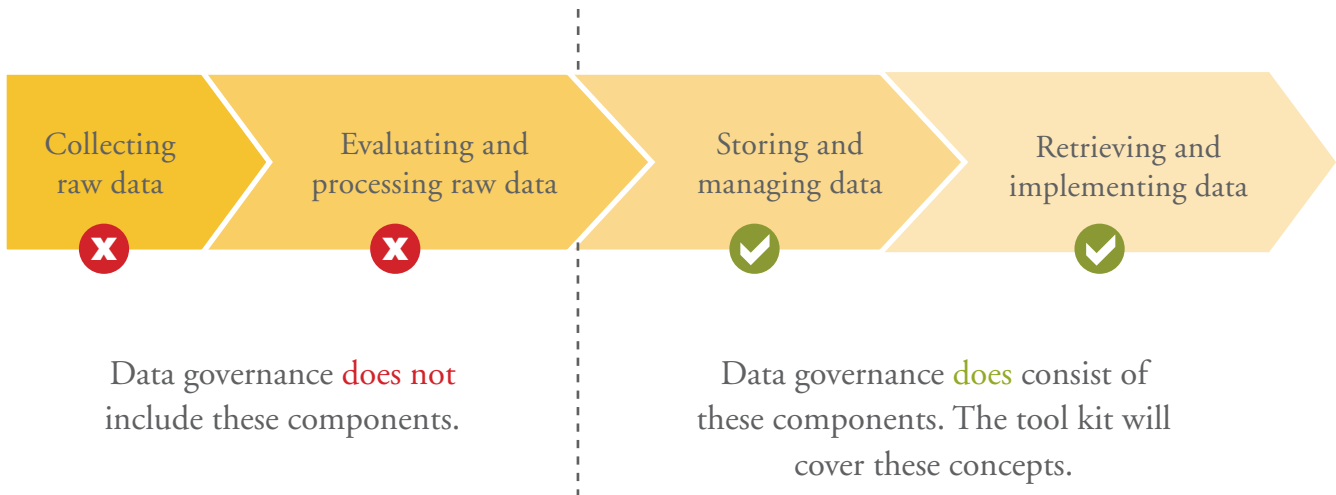 Collecting
raw data
Evaluating and
processing raw data
Storing and
managing data
Retrieving and
implementing data
Data governance does not
include these components.
Data governance does consist of
these components. The tool kit will
cover these concepts.